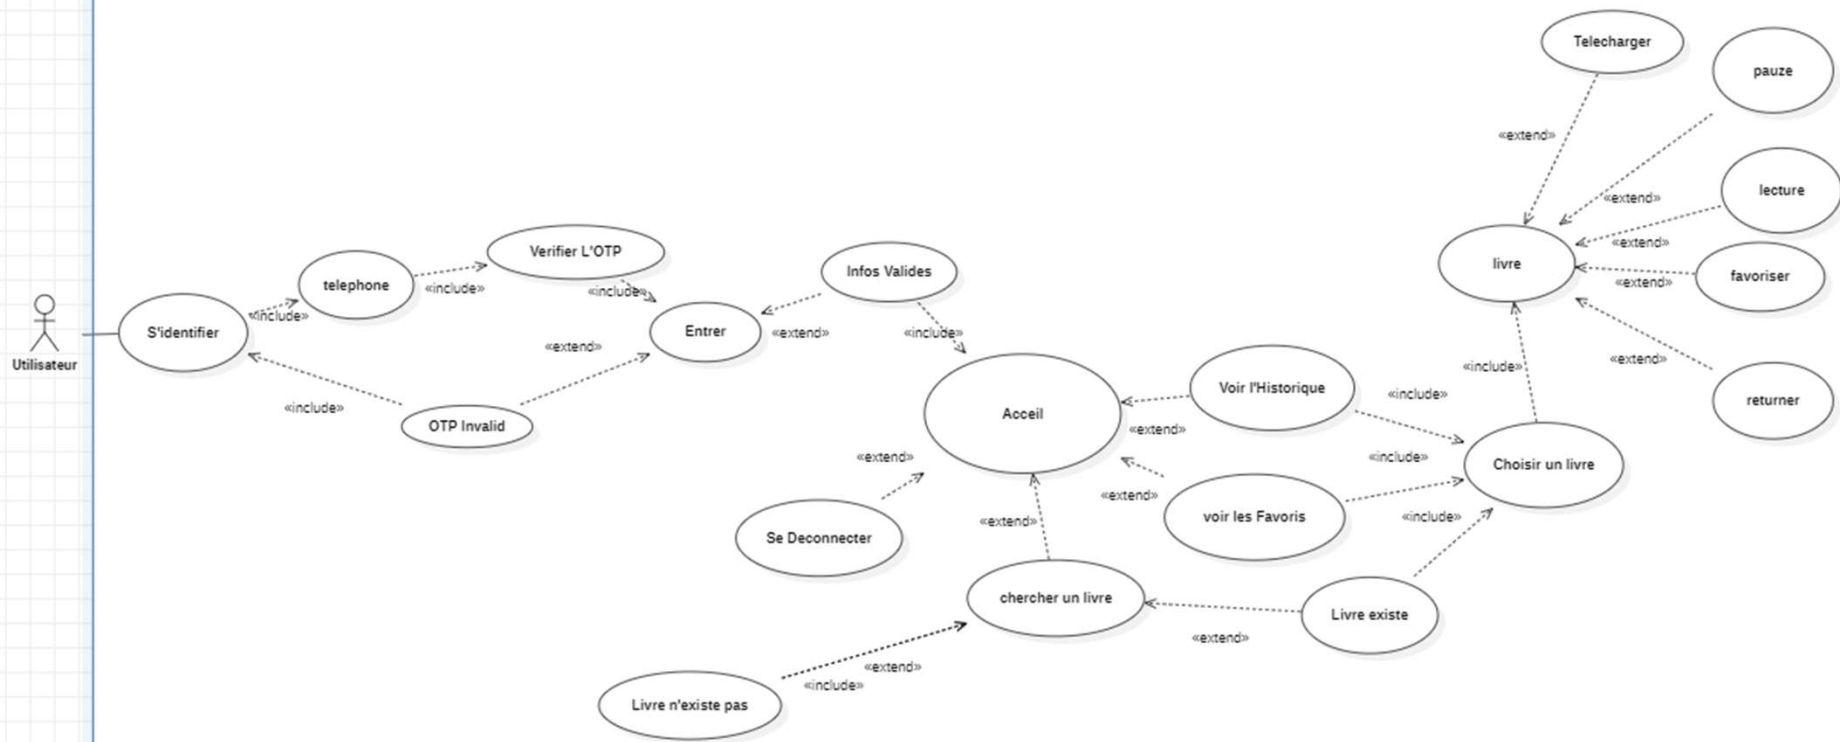 Telecharger
pauze
«extend»
lecture
«extend»
Verifier L'OTP
«extend»
livre
Infos Valides
favoriser
telephone
«extend»
«include»
«include»
«include»
S'identifier
Entrer
«extend»
«include»
«extend»
«extend»
Utilisateur
«include»
Voir l'Historique
«include»
returner
«include»
Acceil
OTP Invalid
«extend»
«extend»
«include»
Choisir un livre
«extend»
voir les Favoris
«include»
«extend»
Se Deconnecter
chercher un livre
Livre existe
«extend»
«extend»
«include»
Livre n'existe pas